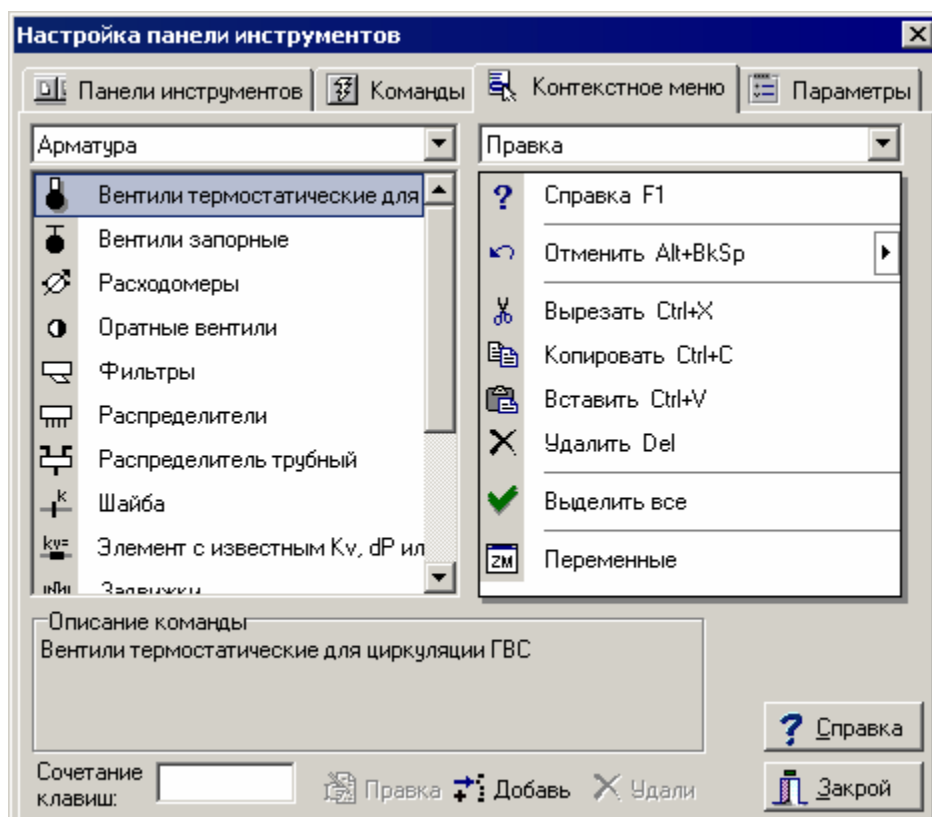 Настройка панели инструментов
Панели инструментов Команды Контекстное меню Параметры
Арматура
Вентили термостатические для
Вентили запорные
Расходомеры
Оратные вентили
Фильтры
Распределители
Распределитель трубный
k Шайба
kv= Элемент с известным Kv, dP ил
Задвижки
Правка
? Справка F1
Отменить Alt+BkSp
Вырезать Ctrl+X
Копировать Ctrl+C
Вставить Ctrl+V
Удалить Del
Выделить все
ZM Переменные
Описание команды
Вентили термостатические для циркуляции ГВС
? Справка
Сочетание
клавиш:
Правка Добавь Удали
Закрой